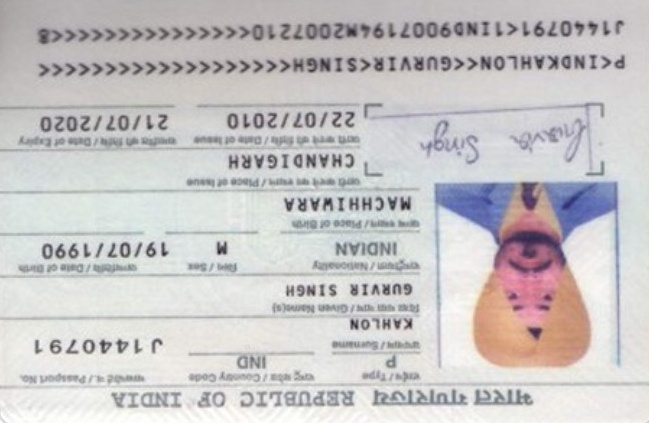 भारत गणराज्य REPUBLIC OF INDIA
टाईप / Type राष्ट्र कोड / Country Code पासपोर्ट नं. / Passport No.
P IND J1440791
उपनाम / Surname
KAHLON
दिया गया नाम / Given Name(s)
GURVIR SINGH
राष्ट्रीयता / Nationality लिंग / Sex जन्मतिथि / Date of Birth
INDIAN M 19/07/1990
जन्म स्थान / Place of Birth
MACHHIWARA
जारी करने का स्थान / Place of Issue
CHANDIGARH
जारी करने की तिथि / Date of Issue समाप्ति की तिथि / Date of Expiry
22/07/2010 21/07/2020
Gurvir Singh
P<INDKAHLON<<GURVIR<SINGH<<<<<<<<<<<<<<<<<<<
J1440791<1IND9007194M2007210<<<<<<<<<<<<<<<8